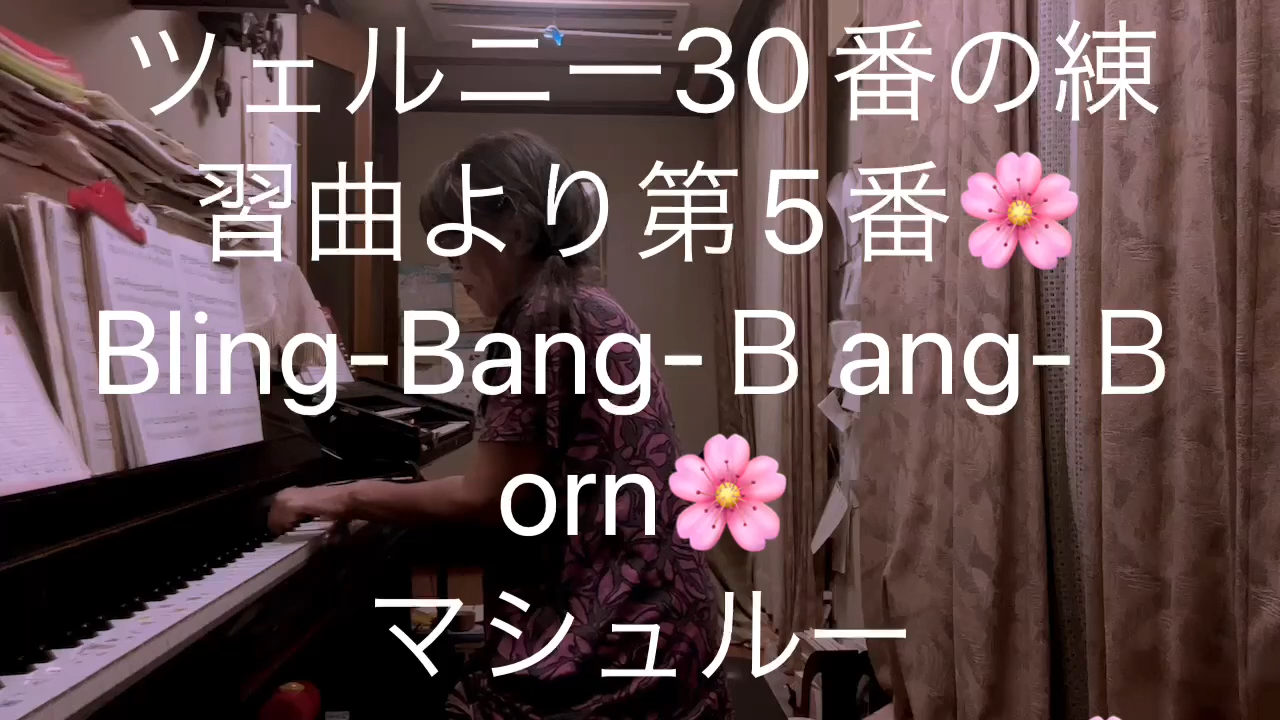 ツェルニー30番の練
習曲より第5番🌸
Bling-Bang-Ｂang-Ｂ
orn🌸
マシュルー